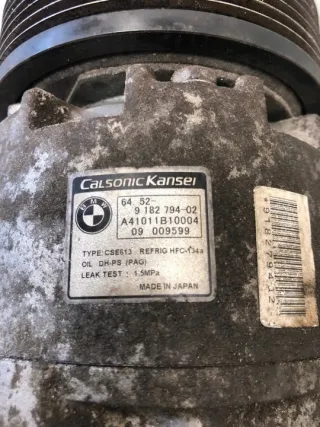 Calsonic Kansei
BMW
64 52-
9 182 794-02
A41011B10004
09 009599
TYPE: CSE613 REFRIG HFC-134a
OIL DH-PS (PAG)
LEAK TEST : 1.5MPa
MADE IN JAPAN